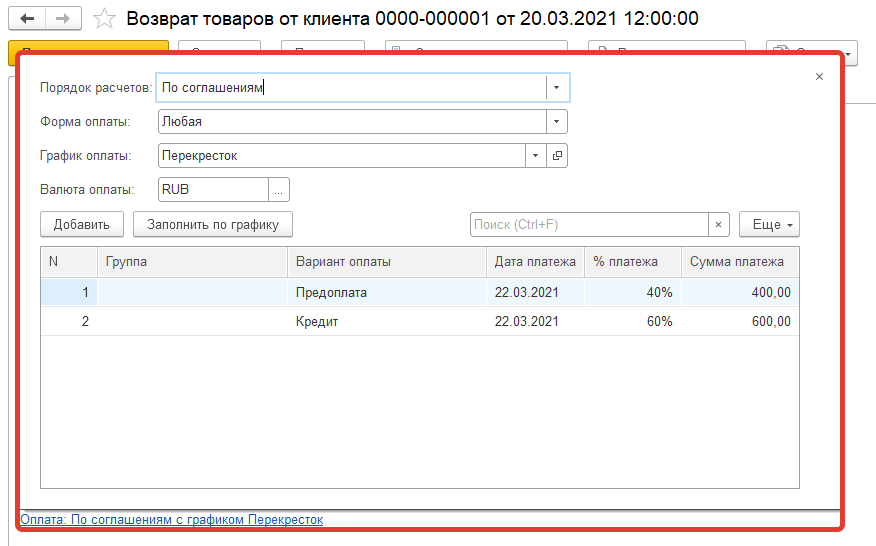 Возврат товаров от клиента 0000-000001 от 20.03.2021 12:00:00
Порядок расчетов: По соглашениям
Форма оплаты: Любая
График оплаты: Перекресток
Валюта оплаты: RUB ...
Добавить Заполнить по графику Поиск (Ctrl+F) × Еще
N Группа Вариант оплаты Дата платежа % платежа Сумма платежа
1 Предоплата 22.03.2021 40% 400,00
2 Кредит 22.03.2021 60% 600,00
Оплата: По соглашениям с графиком Перекресток